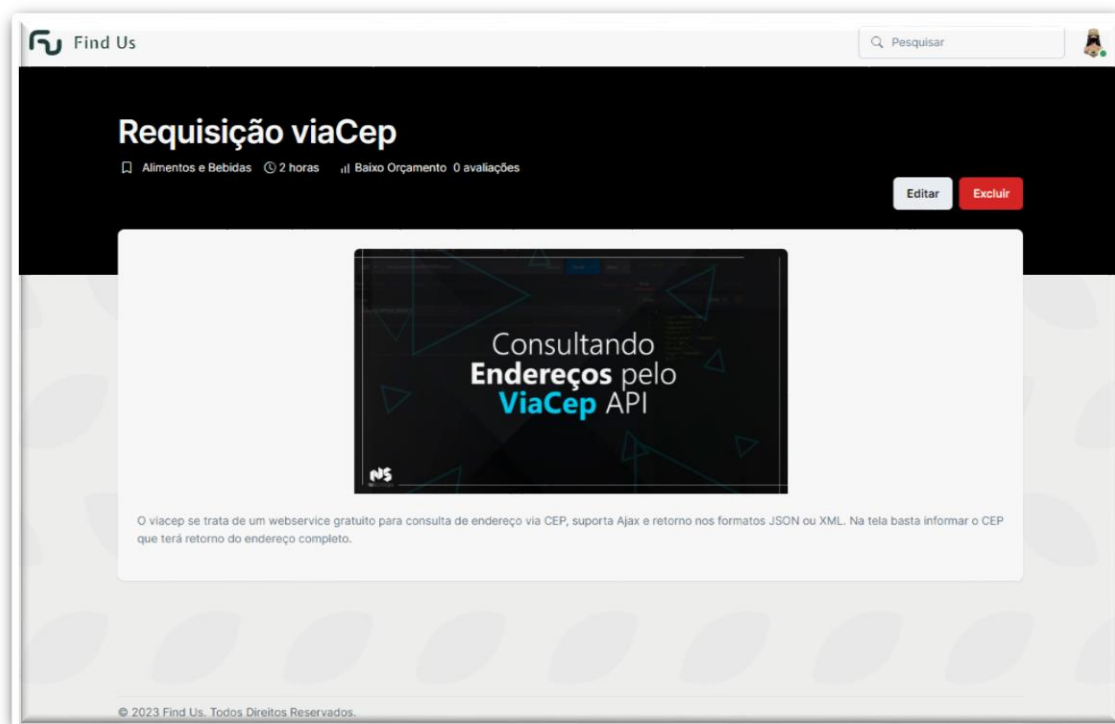 Find Us
Pesquisar
Requisição viaCep
Alimentos e Bebidas 2 horas Baixo Orçamento 0 avaliações
Editar Excluir
Consultando
Endereços pelo
ViaCep API
NS
O viacep se trata de um webservice gratuito para consulta de endereço via CEP, suporta Ajax e retorno nos formatos JSON ou XML. Na tela basta informar o CEP
que terá retorno do endereço completo.
© 2023 Find Us. Todos Direitos Reservados.